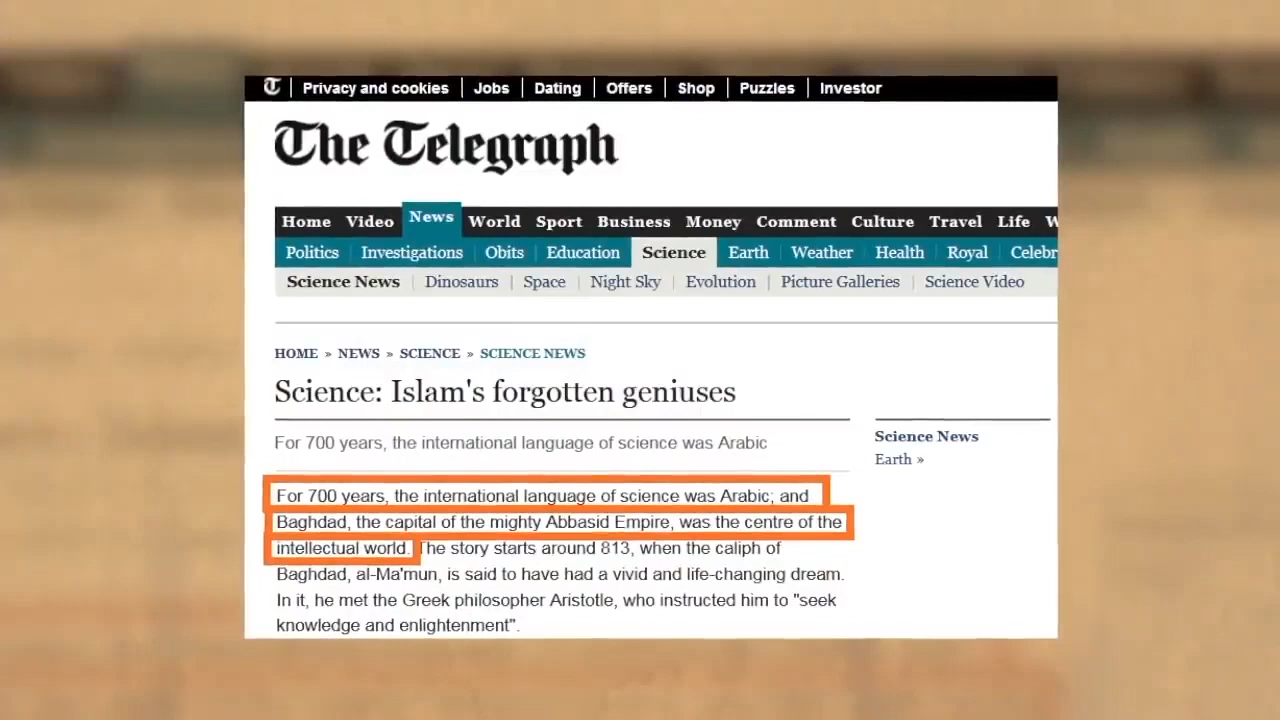 Privacy and cookies Jobs Dating Offers Shop Puzzles Investor
The Telegraph
Home Video News World Sport Business Money Comment Culture Travel Life W
Politics Investigations Obits Education Science Earth Weather Health Royal Celebr
Science News Dinosaurs Space Night Sky Evolution Picture Galleries Science Video
HOME » NEWS » SCIENCE » SCIENCE NEWS
Science: Islam's forgotten geniuses
For 700 years, the international language of science was Arabic
Science News
Earth »
For 700 years, the international language of science was Arabic; and
Baghdad, the capital of the mighty Abbasid Empire, was the centre of the
intellectual world. The story starts around 813, when the caliph of
Baghdad, al-Ma'mun, is said to have had a vivid and life-changing dream.
In it, he met the Greek philosopher Aristotle, who instructed him to "seek
knowledge and enlightenment".